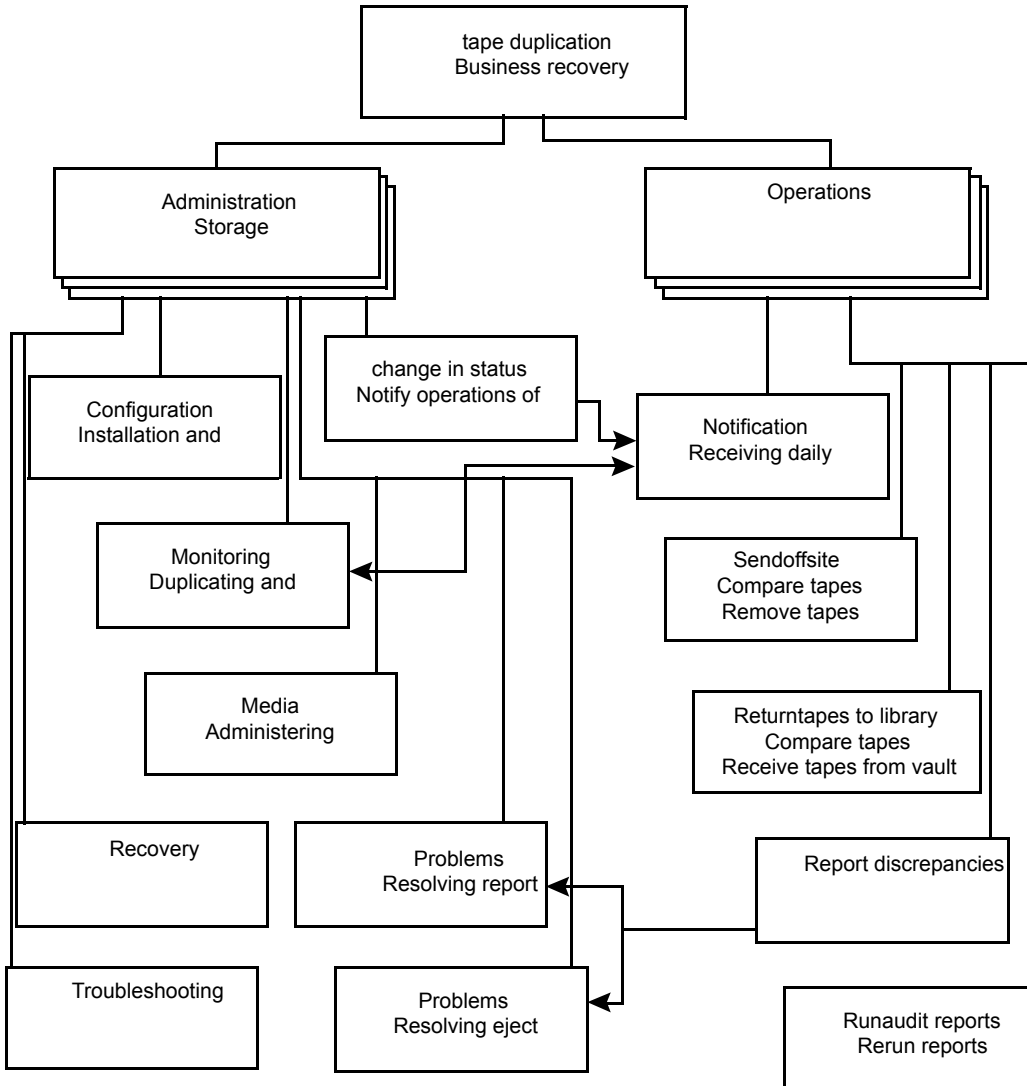 tape duplication
Business recovery
Administration
Storage
Operations
change in status
Notify operations of
Configuration
Installation and
Notification
Receiving daily
Monitoring
Duplicating and
Sendoffsite
Compare tapes
Remove tapes
Media
Administering
Returntapes to library
Compare tapes
Receive tapes from vault
Recovery
Problems
Resolving report
Report discrepancies
Troubleshooting
Problems
Resolving eject
Runaudit reports
Rerun reports